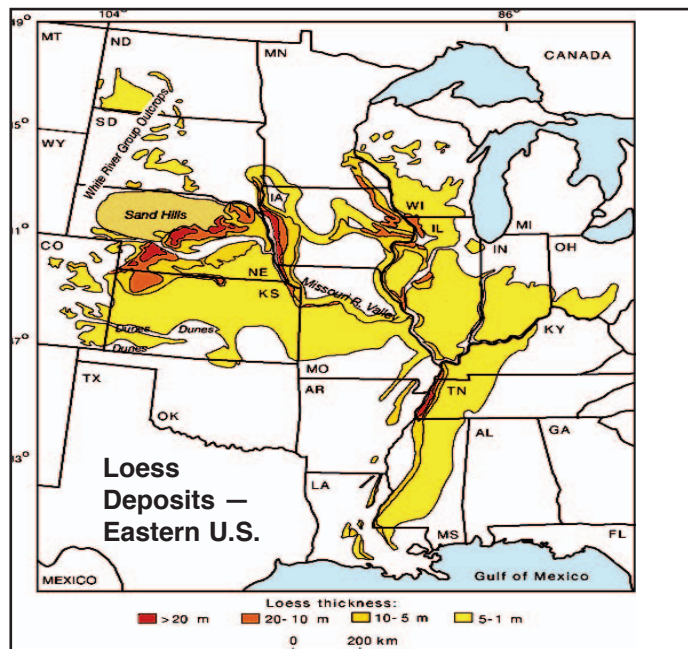 104°
86°
49°
MT
ND
MN
CANADA
45°
SD
White River Group Outcrops
WY
Sand Hills
IA
WI
MI
41°
IL
IN
OH
CO
NE
KS
Missouri R. Valley
Dunes
Dunes
Dunes
KY
37°
MO
TX
AR
TN
OK
AL
GA
33°
Loess
Deposits —
Eastern U.S.
LA
MS
FL
MEXICO
Gulf of Mexico
Loess thickness:
>20 m
20-10 m
10-5 m
5-1 m
0 200 km